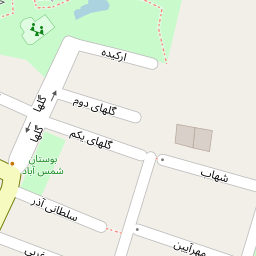 ارکیده
گلهای دوم
گلها
گلها
گلهای یکم
بوستان
شمس آباد
شهاب
سلطانی آذر
مهرآیین